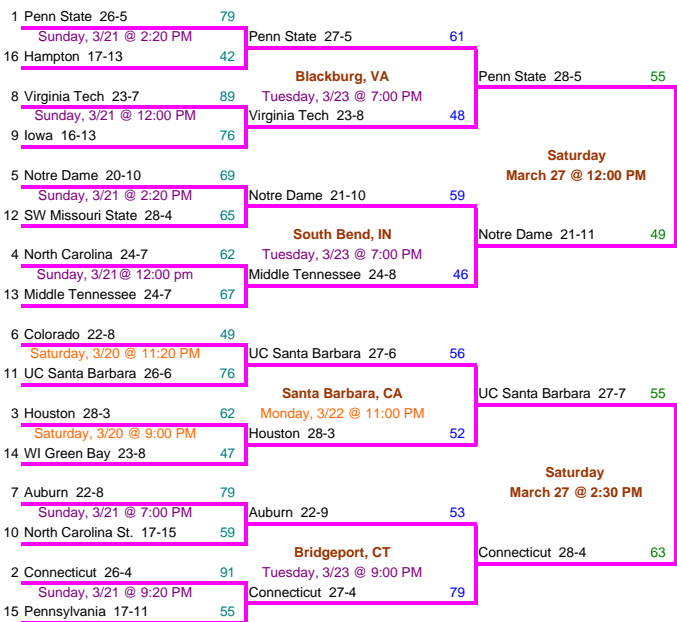 1 Penn State 26-5 79
Sunday, 3/21 @ 2:20 PM
16 Hampton 17-13 42
8 Virginia Tech 23-7 89
Sunday, 3/21 @ 12:00 PM
9 Iowa 16-13 76
5 Notre Dame 20-10 69
Sunday, 3/21 @ 2:20 PM
12 SW Missouri State 28-4 65
4 North Carolina 24-7 62
Sunday, 3/21@ 12:00 pm
13 Middle Tennessee 24-7 67
6 Colorado 22-8 49
Saturday, 3/20 @ 11:20 PM
11 UC Santa Barbara 26-6 76
3 Houston 28-3 62
Saturday, 3/20 @ 9:00 PM
14 WI Green Bay 23-8 47
7 Auburn 22-8 79
Sunday, 3/21 @ 7:00 PM
10 North Carolina St. 17-15 59
2 Connecticut 26-4 91
Sunday, 3/21 @ 9:20 PM
15 Pennsylvania 17-11 55
Penn State 27-5 61
Blackburg, VA
Tuesday, 3/23 @ 7:00 PM
Virginia Tech 23-8 48
Notre Dame 21-10 59
South Bend, IN
Tuesday, 3/23 @ 7:00 PM
Middle Tennessee 24-8 46
UC Santa Barbara 27-6 56
Santa Barbara, CA
Monday, 3/22 @ 11:00 PM
Houston 28-3 52
Auburn 22-9 53
Bridgeport, CT
Tuesday, 3/23 @ 9:00 PM
Connecticut 27-4 79
Penn State 28-5 55
Saturday
March 27 @ 12:00 PM
Notre Dame 21-11 49
UC Santa Barbara 27-7 55
Saturday
March 27 @ 2:30 PM
Connecticut 28-4 63